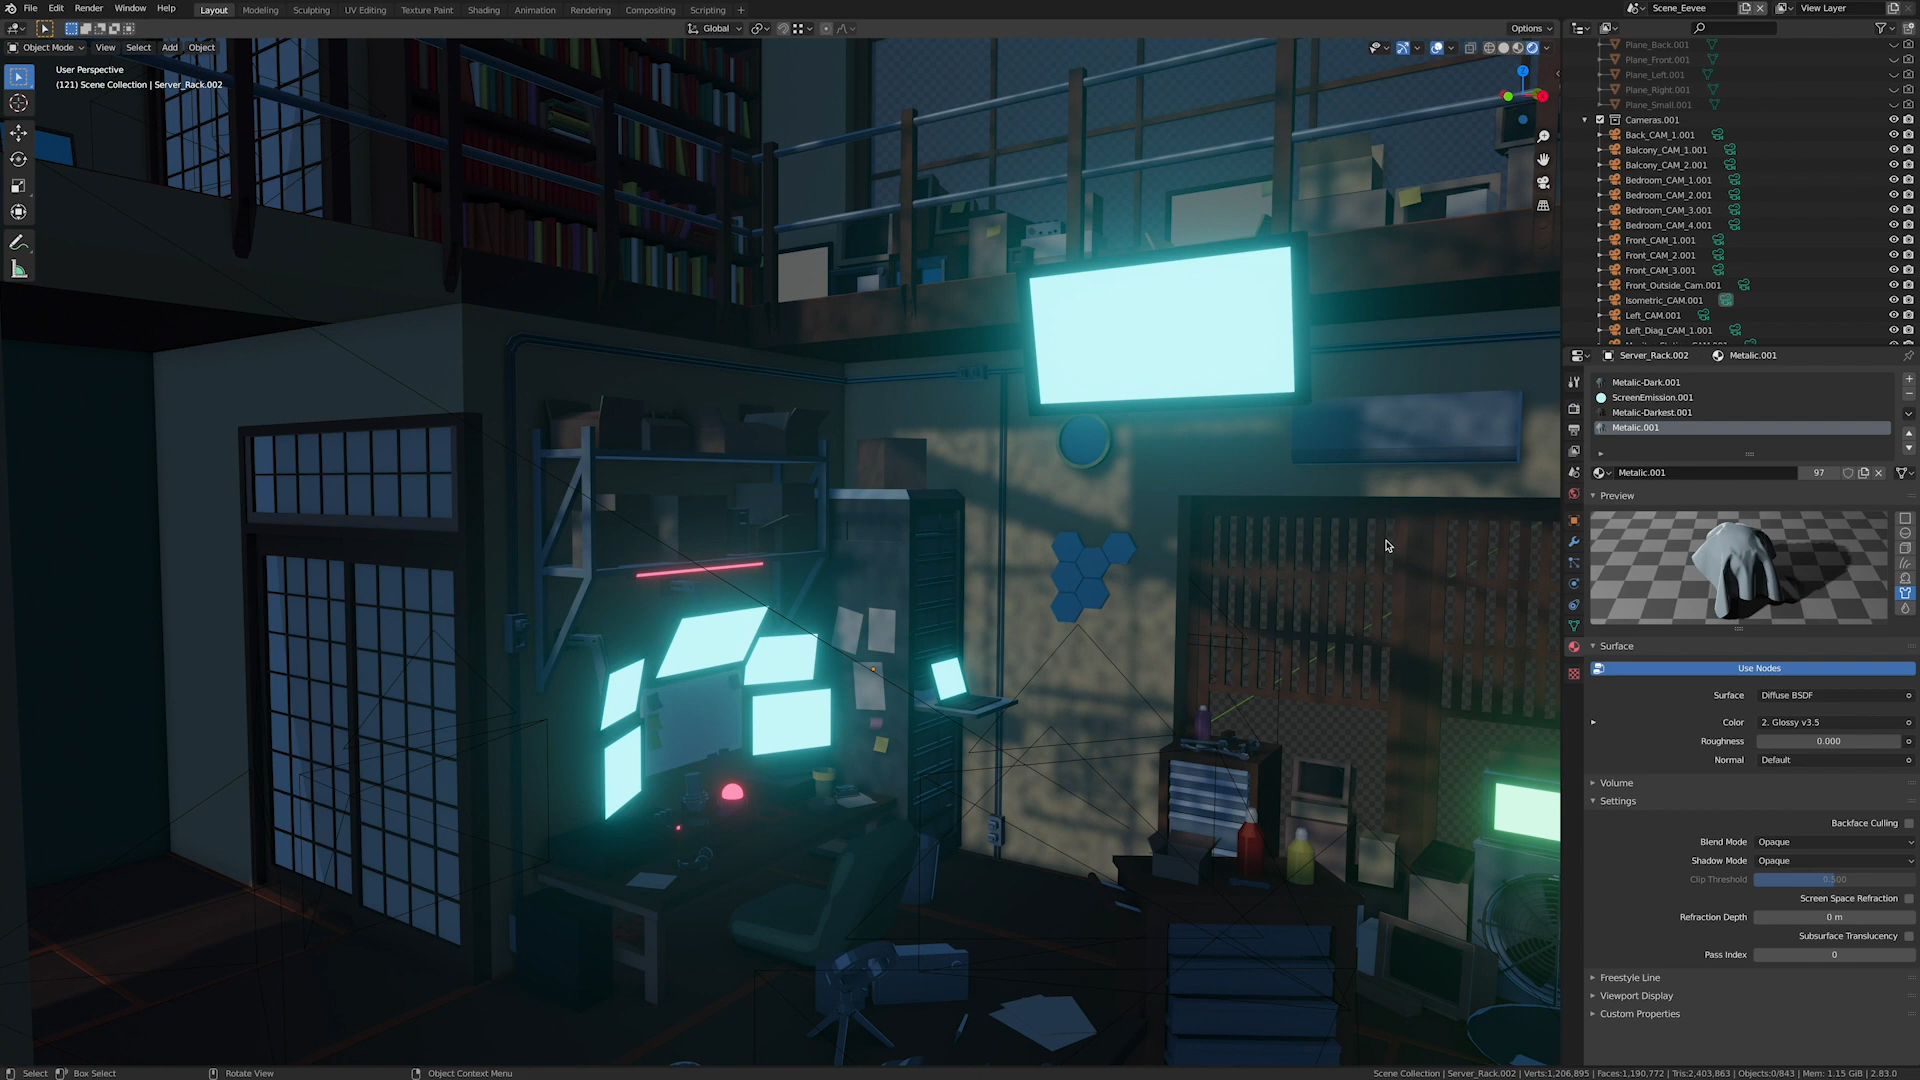 File Edit Render Window Help Layout Modeling Sculpting UV Editing Texture Paint Shading Animation Rendering Compositing Scripting + Scene_Eevee View Layer
Global Options
Object Mode View Select Add Object
User Perspective
(121) Scene Collection | Server_Rack.002
Plane_Back.001
Plane_Front.001
Plane_Left.001
Plane_Right.001
Plane_Small.001
Cameras.001
Back_CAM_1.001
Balcony_CAM_1.001
Balcony_CAM_2.001
Bedroom_CAM_1.001
Bedroom_CAM_2.001
Bedroom_CAM_3.001
Bedroom_CAM_4.001
Front_CAM_1.001
Front_CAM_2.001
Front_CAM_3.001
Front_Outside_Cam.001
Isometric_CAM.001
Left_CAM.001
Left_Diag_CAM_1.001
Server_Rack.002 Metalic.001
Metalic-Dark.001
ScreenEmission.001
Metalic-Darkest.001
Metalic.001
Metalic.001 97
Preview
Surface
Use Nodes
Surface Diffuse BSDF
Color 2. Glossy v3.5
Roughness 0.000
Normal Default
Volume
Settings
Backface Culling
Blend Mode Opaque
Shadow Mode Opaque
Clip Threshold 0.500
Screen Space Refraction
Refraction Depth 0 m
Subsurface Translucency
Pass Index 0
Freestyle Line
Viewport Display
Custom Properties
Select Box Select Rotate View Object Context Menu Scene Collection | Server_Rack.002 | Verts:1,206,895 | Faces:1,190,772 | Tris:2,403,863 | Objects:0/843 | Mem: 1.15 GiB | 2.83.0